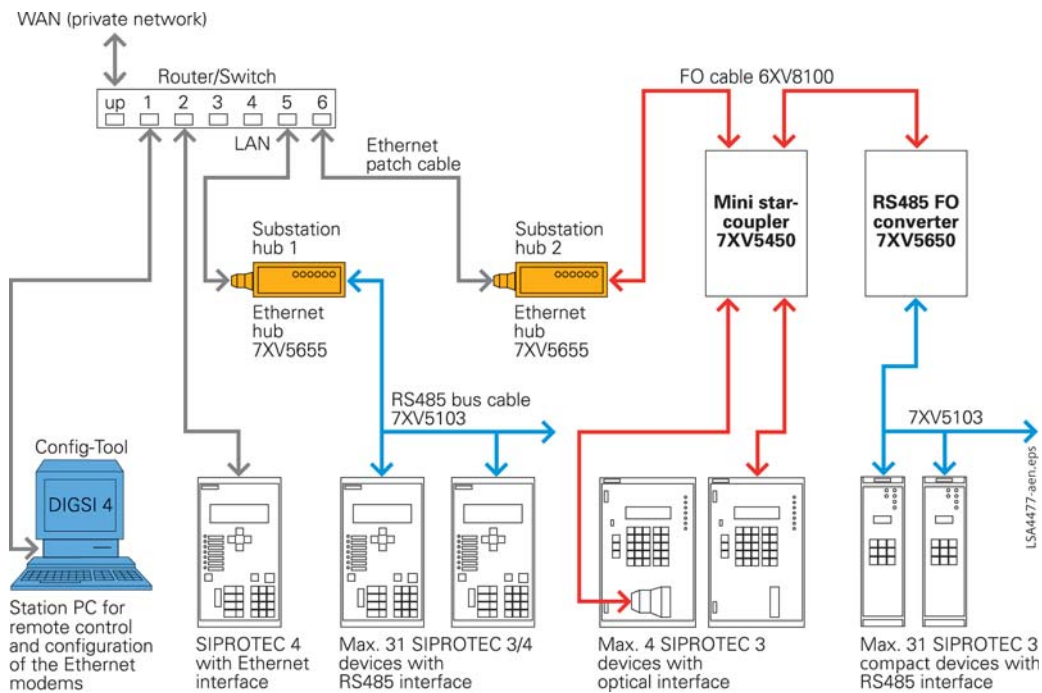 WAN (private network)
Router/Switch
up 1 2 3 4 5 6
LAN
Ethernet
patch cable
FO cable 6XV8100
Mini star-
coupler
7XV5450
RS485 FO
converter
7XV5650
Substation
hub 1
Ethernet
hub
7XV5655
Substation
hub 2
Ethernet
hub
7XV5655
RS485 bus cable
7XV5103
7XV5103
Config-Tool
DIGSI 4
Station PC for
remote control
and configuration
of the Ethernet
modems
SIPROTEC 4
with Ethernet
interface
Max. 31 SIPROTEC 3/4
devices with
RS485 interface
Max. 4 SIPROTEC 3
devices with
optical interface
Max. 31 SIPROTEC 3
compact devices with
RS485 interface
LSA4477-aen.eps